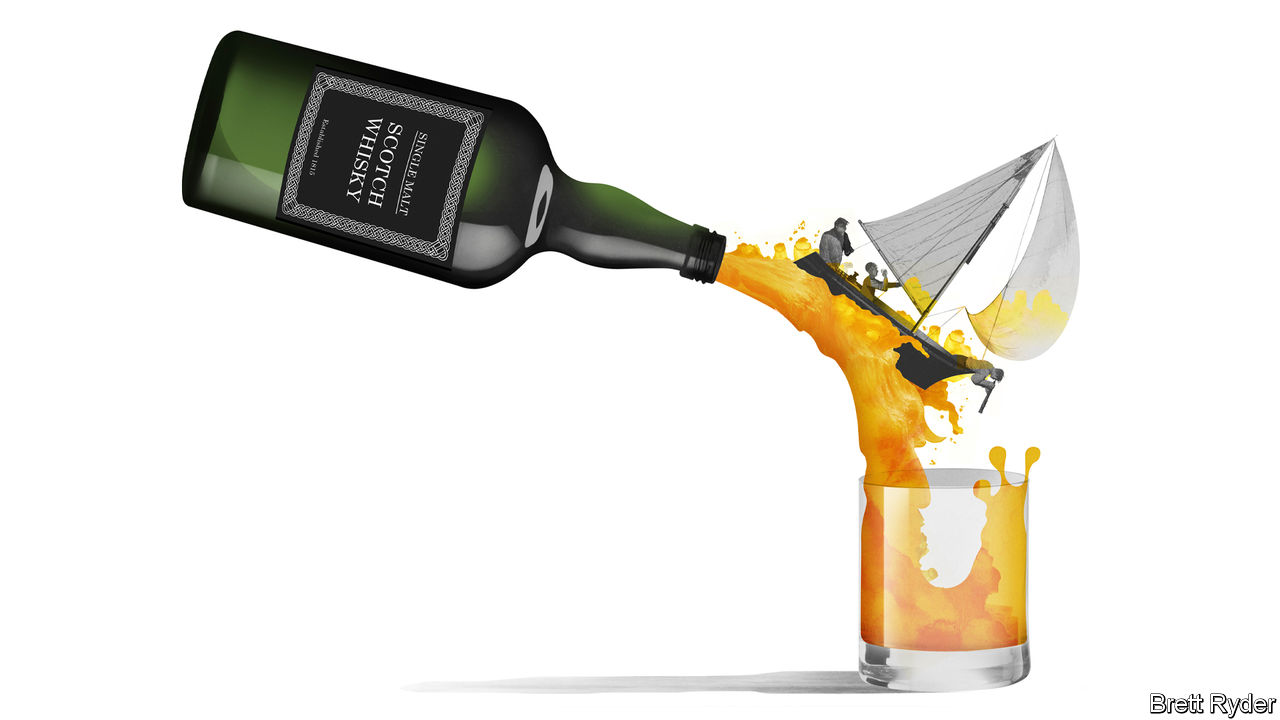 SINGLE MALT
SCOTCH
WHISKY
Established 1815
Brett Ryder